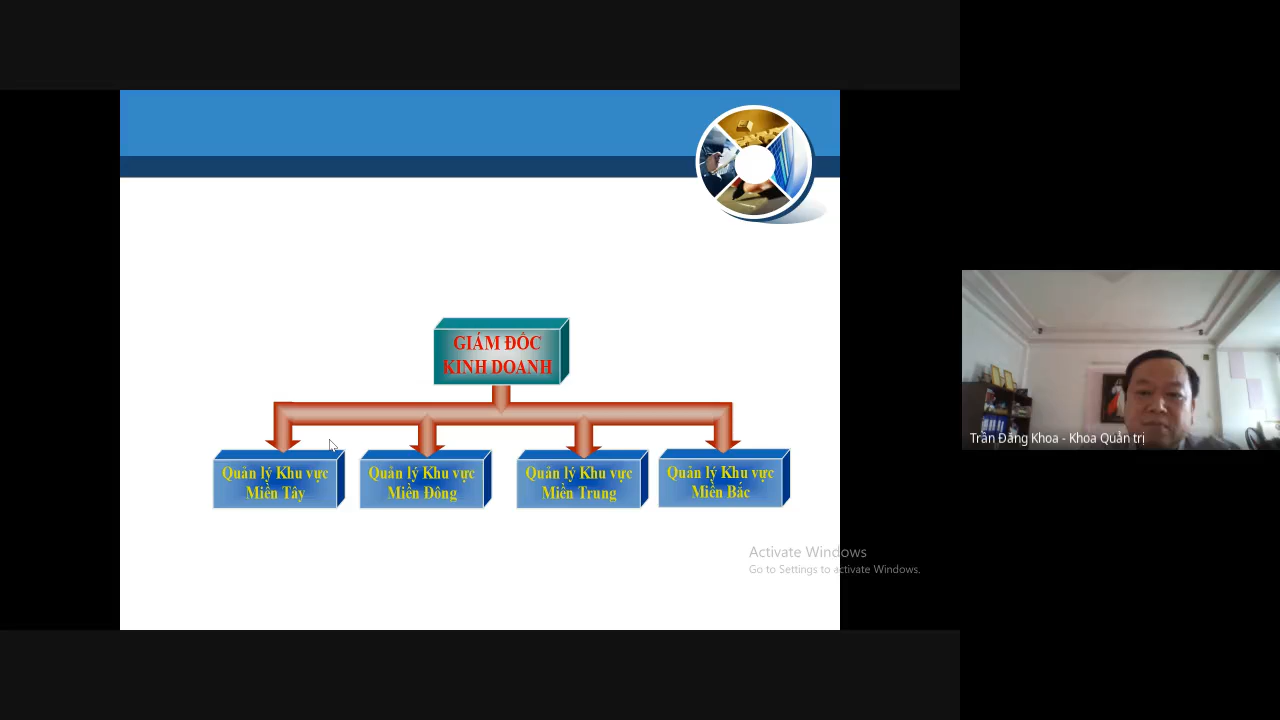 GIÁM ĐỐC
KINH DOANH
Quản lý Khu vực
Miền Tây
Quản lý Khu vực
Miền Đông
Quản lý Khu vực
Miền Trung
Quản lý Khu vực
Miền Bắc
Activate Windows
Go to Settings to activate Windows.
Trần Đăng Khoa - Khoa Quản trị